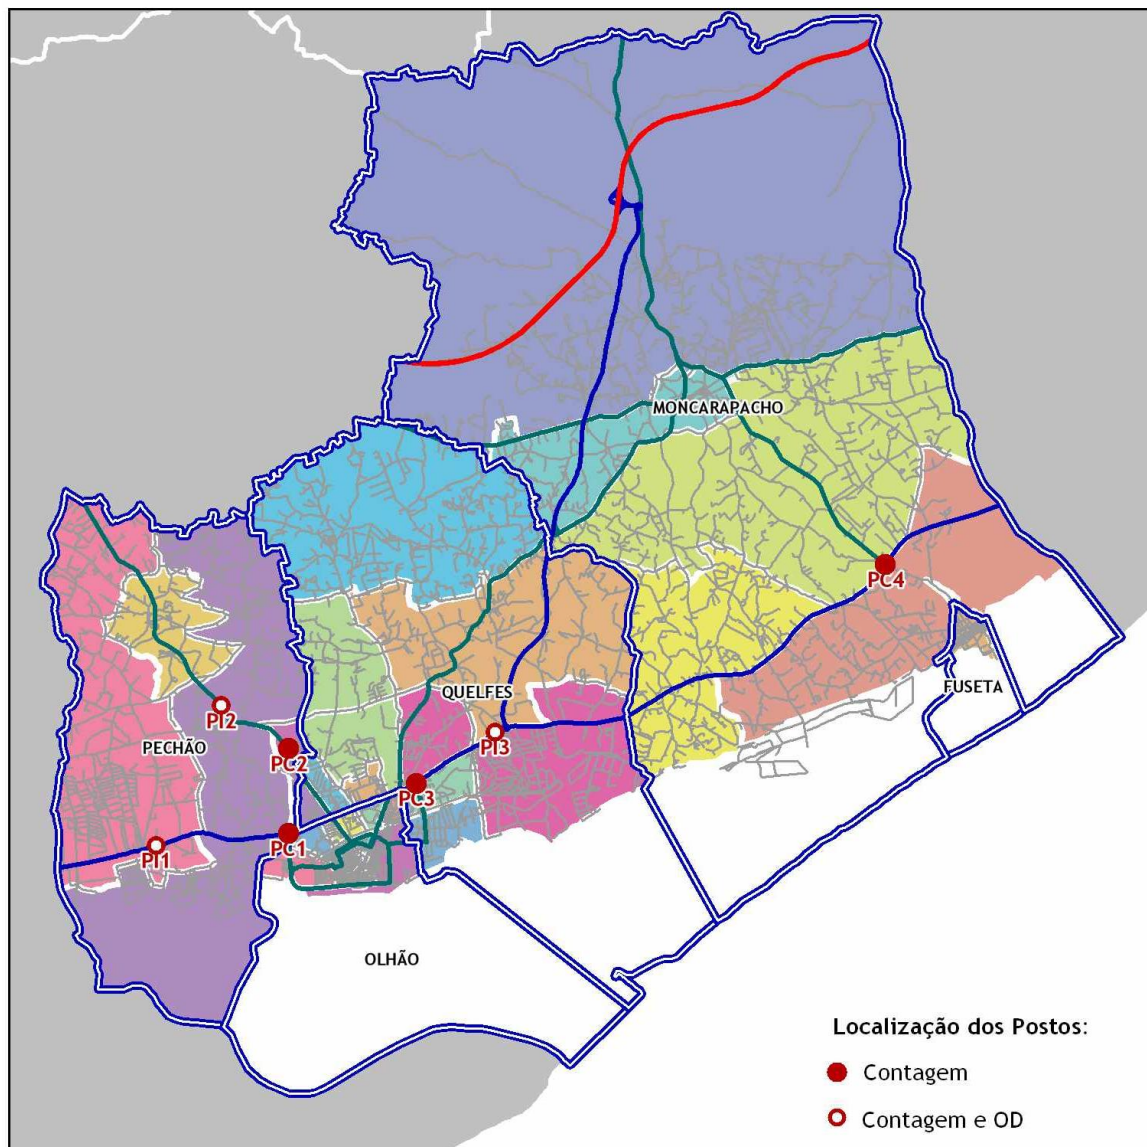 MONCARAPACHO
PC4
QUELFES
FUSETA
PI2
PI3
PECHÃO
PC2
PC3
PC1
PI1
OLHÃO
Localização dos Postos:
Contagem
Contagem e OD